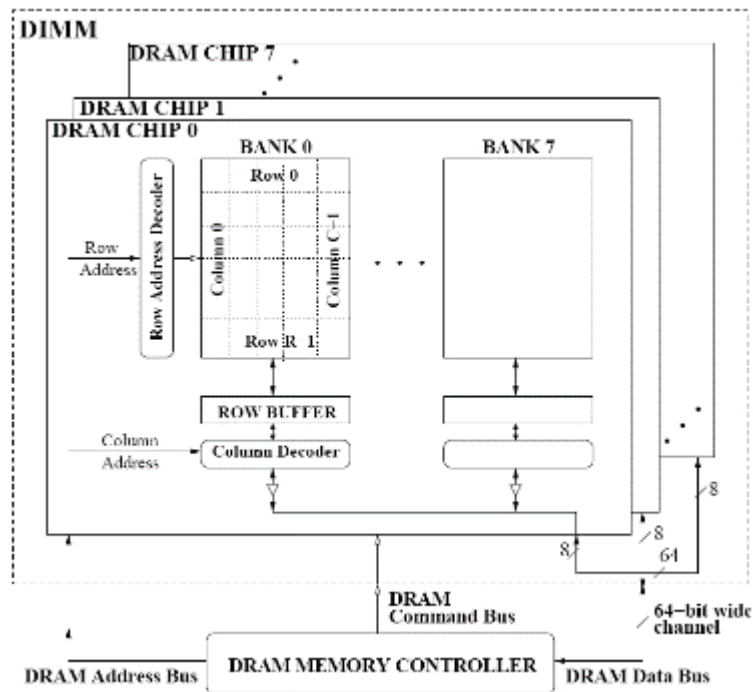 DIMM
DRAM CHIP 7
DRAM CHIP 1
DRAM CHIP 0
BANK 0
BANK 7
Row 0
Row Address Decoder
Column 0
Column C−1
Row
Address
Row R−1
ROW BUFFER
Column
Address
Column Decoder
8
8
8
64
DRAM
Command Bus
64−bit wide
channel
DRAM Address Bus
DRAM MEMORY CONTROLLER
DRAM Data Bus